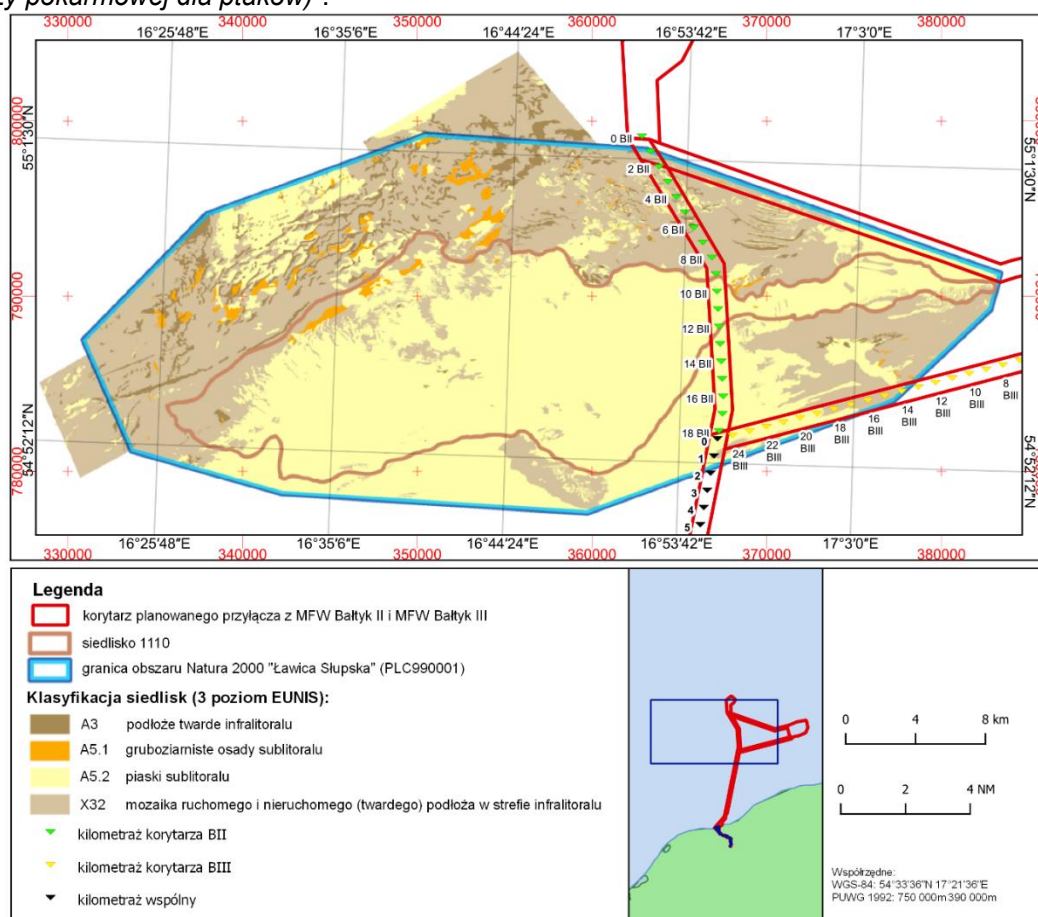 zy pokarmowej dla ptaków)".
330000 340000 350000 360000 370000 380000
16°25'48"E 16°35'6"E 16°44'24"E 16°53'42"E 17°3'0"E
800000
55°1'30"N
790000
54°52'12"N
780000
55°1'30"N
54°52'12"N
0 BII
2 BII
4 BII
6 BII
8 BII
10 BII
12 BII
14 BII
16 BII
18 BII
0
1
2
3
4
5
8
BIII
10
BIII
12
BIII
14
BIII
16
BIII
18
BIII
20
BIII
22
BIII
24
BIII
16°25'48"E 16°35'6"E 16°44'24"E 16°53'42"E 17°3'0"E
330000 340000 350000 360000 370000 380000
Legenda
korytarz planowanego przyłącza z MFW Bałtyk II i MFW Bałtyk III
siedlisko 1110
granica obszaru Natura 2000 "Ławica Słupska" (PLC990001)
Klasyfikacja siedlisk (3 poziom EUNIS):
A3 podłoże twarde infralitoralu
A5.1 gruboziarniste osady sublitoralu
A5.2 piaski sublitoralu
X32 mozaika ruchomego i nieruchomego (twardego) podłoża w strefie infralitoralu
kilometraż korytarza BII
kilometraż korytarza BIII
kilometraż wspólny
0 4 8 km
0 2 4 NM
Współrzędne:
WGS-84: 54°33'36"N 17°21'36"E
PUWG 1992: 750 000m 390 000m